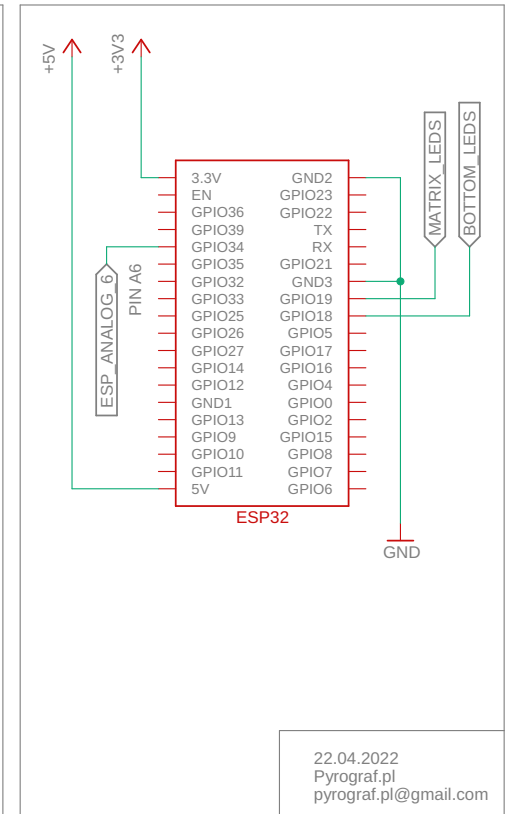 +5V
+3V3
MATRIX_LEDS
BOTTOM_LEDS
ESP_ANALOG_6
PIN A6
3.3V GND2
EN GPIO23
GPIO36 GPIO22
GPIO39 TX
GPIO34 RX
GPIO35 GPIO21
GPIO32 GND3
GPIO33 GPIO19
GPIO25 GPIO18
GPIO26 GPIO5
GPIO27 GPIO17
GPIO14 GPIO16
GPIO12 GPIO4
GND1 GPIO0
GPIO13 GPIO2
GPIO9 GPIO15
GPIO10 GPIO8
GPIO11 GPIO7
5V GPIO6
ESP32
GND
22.04.2022
Pyrograf.pl
pyrograf.pl@gmail.com